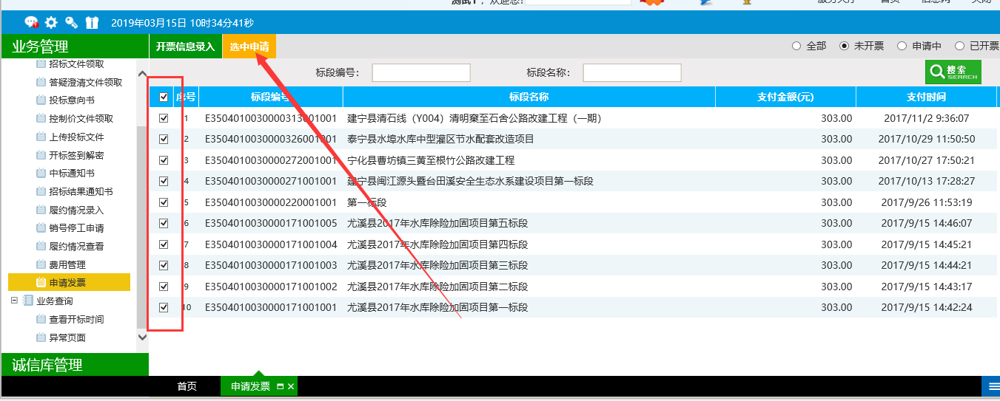 测试1，欢迎您！
服务大厅 首页 信息网 关闭
2019年03月15日 10时34分41秒
业务管理
开票信息录入 选中申请
全部 未开票 申请中 已开票
招标文件领取
答疑澄清文件领取
投标意向书
控制价文件领取
上传投标文件
开标签到解密
中标通知书
招标结果通知书
履约情况录入
销号停工申请
履约情况查看
费用管理
申请发票
业务查询
查看开标时间
异常页面
诚信库管理
标段编号： 标段名称： 搜索 SEARCH
序号 标段编号 标段名称 支付金额(元) 支付时间
1 E3504010030000313001001 建宁县清石线（Y004）清明窠至石舍公路改建工程（一期） 303.00 2017/11/2 9:36:07
2 E3504010030000326001001 泰宁县水埠水库中型灌区节水配套改造项目 303.00 2017/10/29 11:50:50
3 E3504010030000272001001 宁化县曹坊镇三黄至根竹公路改建工程 303.00 2017/10/27 17:50:21
4 E3504010030000271001001 建宁县闽江源头暨台田溪安全生态水系建设项目第一标段 303.00 2017/10/13 17:28:27
5 E3504010030000220001001 第一标段 303.00 2017/9/26 11:53:19
6 E3504010030000171001005 尤溪县2017年水库除险加固项目第五标段 303.00 2017/9/15 14:46:07
7 E3504010030000171001004 尤溪县2017年水库除险加固项目第四标段 303.00 2017/9/15 14:45:21
8 E3504010030000171001003 尤溪县2017年水库除险加固项目第三标段 303.00 2017/9/15 14:44:21
9 E3504010030000171001002 尤溪县2017年水库除险加固项目第二标段 303.00 2017/9/15 14:43:17
10 E3504010030000171001001 尤溪县2017年水库除险加固项目第一标段 303.00 2017/9/15 14:42:24
首页 申请发票